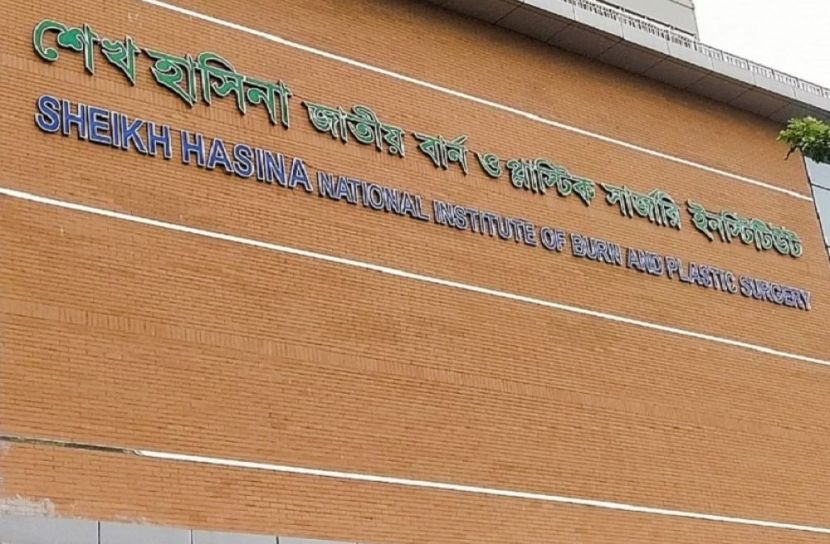 শেখ হাসিনা জাতীয় বার্ন ও প্লাস্টিক সার্জারি ইনস্টিটিউট
SHEIKH HASINA NATIONAL INSTITUTE OF BURN AND PLASTIC SURGERY